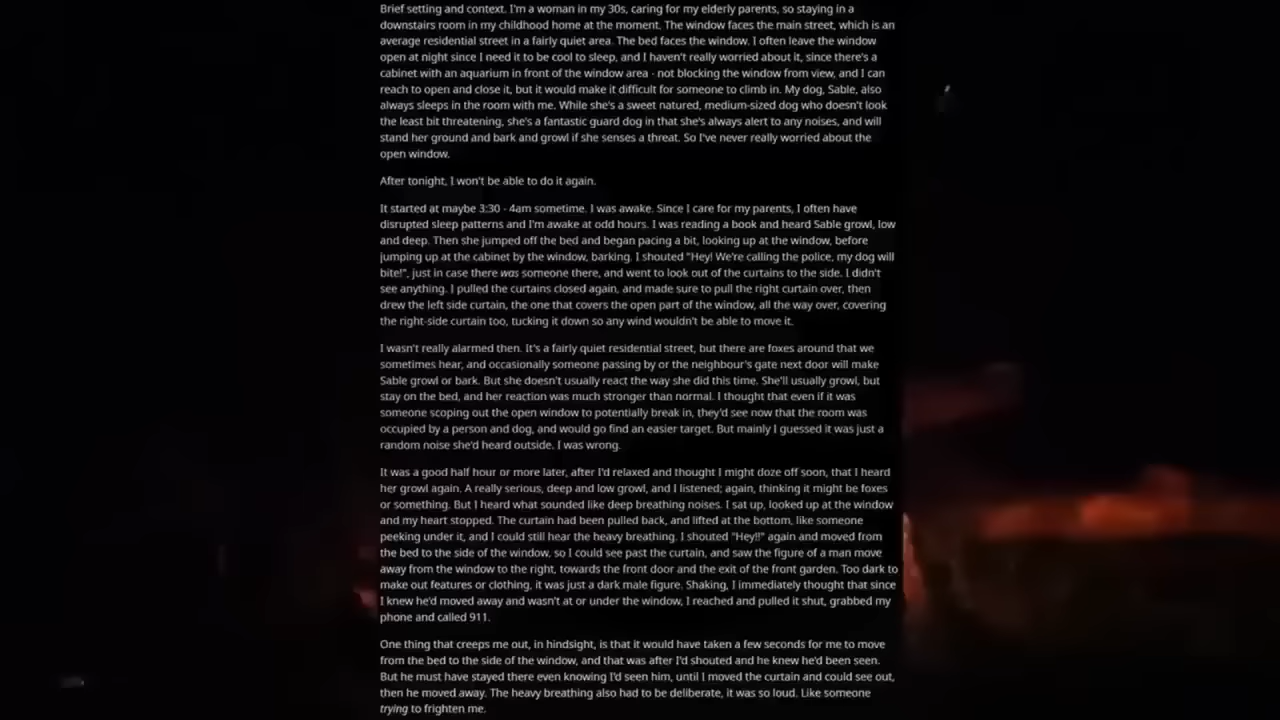 Brief setting and context. I'm a woman in my 30s, caring for my elderly parents, so staying in a
downstairs room in my childhood home at the moment. The window faces the main street, which is an
average residential street in a fairly quiet area. The bed faces the window. I often leave the window
open at night since I need it to be cool to sleep, and I haven't really worried about it, since there's a
cabinet with an aquarium in front of the window area - not blocking the window from view, and I can
reach to open and close it, but it would make it difficult for someone to climb in. My dog, Sable, also
always sleeps in the room with me. While she's a sweet natured, medium-sized dog who doesn't look
the least bit threatening, she's a fantastic guard dog in that she's always alert to any noises, and will
stand her ground and bark and growl if she senses a threat. So I've never really worried about the
open window.
After tonight, I won't be able to do it again.
It started at maybe 3:30 - 4am sometime. I was awake. Since I care for my parents, I often have
disrupted sleep patterns and I'm awake at odd hours. I was reading a book and heard Sable growl, low
and deep. Then she jumped off the bed and began pacing a bit, looking up at the window, before
jumping up at the cabinet by the window, barking. I shouted "Hey! We're calling the police, my dog will
bite!", just in case there was someone there, and went to look out of the curtains to the side. I didn't
see anything. I pulled the curtains closed again, and made sure to pull the right curtain over, then
drew the left side curtain, the one that covers the open part of the window, all the way over, covering
the right-side curtain too, tucking it down so any wind wouldn't be able to move it.
I wasn't really alarmed then. It's a fairly quiet residential street, but there are foxes around that we
sometimes hear, and occasionally someone passing by or the neighbour's gate next door will make
Sable growl or bark. But she doesn't usually react the way she did this time. She'll usually growl, but
stay on the bed, and her reaction was much stronger than normal. I thought that even if it was
someone scoping out the open window to potentially break in, they'd see now that the room was
occupied by a person and dog, and would go find an easier target. But mainly I guessed it was just a
random noise she'd heard outside. I was wrong.
It was a good half hour or more later, after I'd relaxed and thought I might doze off soon, that I heard
her growl again. A really serious, deep and low growl, and I listened; again, thinking it might be foxes
or something. But I heard what sounded like deep breathing noises. I sat up, looked up at the window
and my heart stopped. The curtain had been pulled back, and lifted at the bottom, like someone
peeking under it, and I could still hear the heavy breathing. I shouted "Hey!!" again and moved from
the bed to the side of the window, so I could see past the curtain, and saw the figure of a man move
away from the window to the right, towards the front door and the exit of the front garden. Too dark to
make out features or clothing, it was just a dark male figure. Shaking, I immediately thought that since
I knew he'd moved away and wasn't at or under the window, I reached and pulled it shut, grabbed my
phone and called 911.
One thing that creeps me out, in hindsight, is that it would have taken a few seconds for me to move
from the bed to the side of the window, and that was after I'd shouted and he knew he'd been seen.
But he must have stayed there even knowing I'd seen him, until I moved the curtain and could see out,
then he moved away. The heavy breathing also had to be deliberate, it was so loud. Like someone
trying to frighten me.